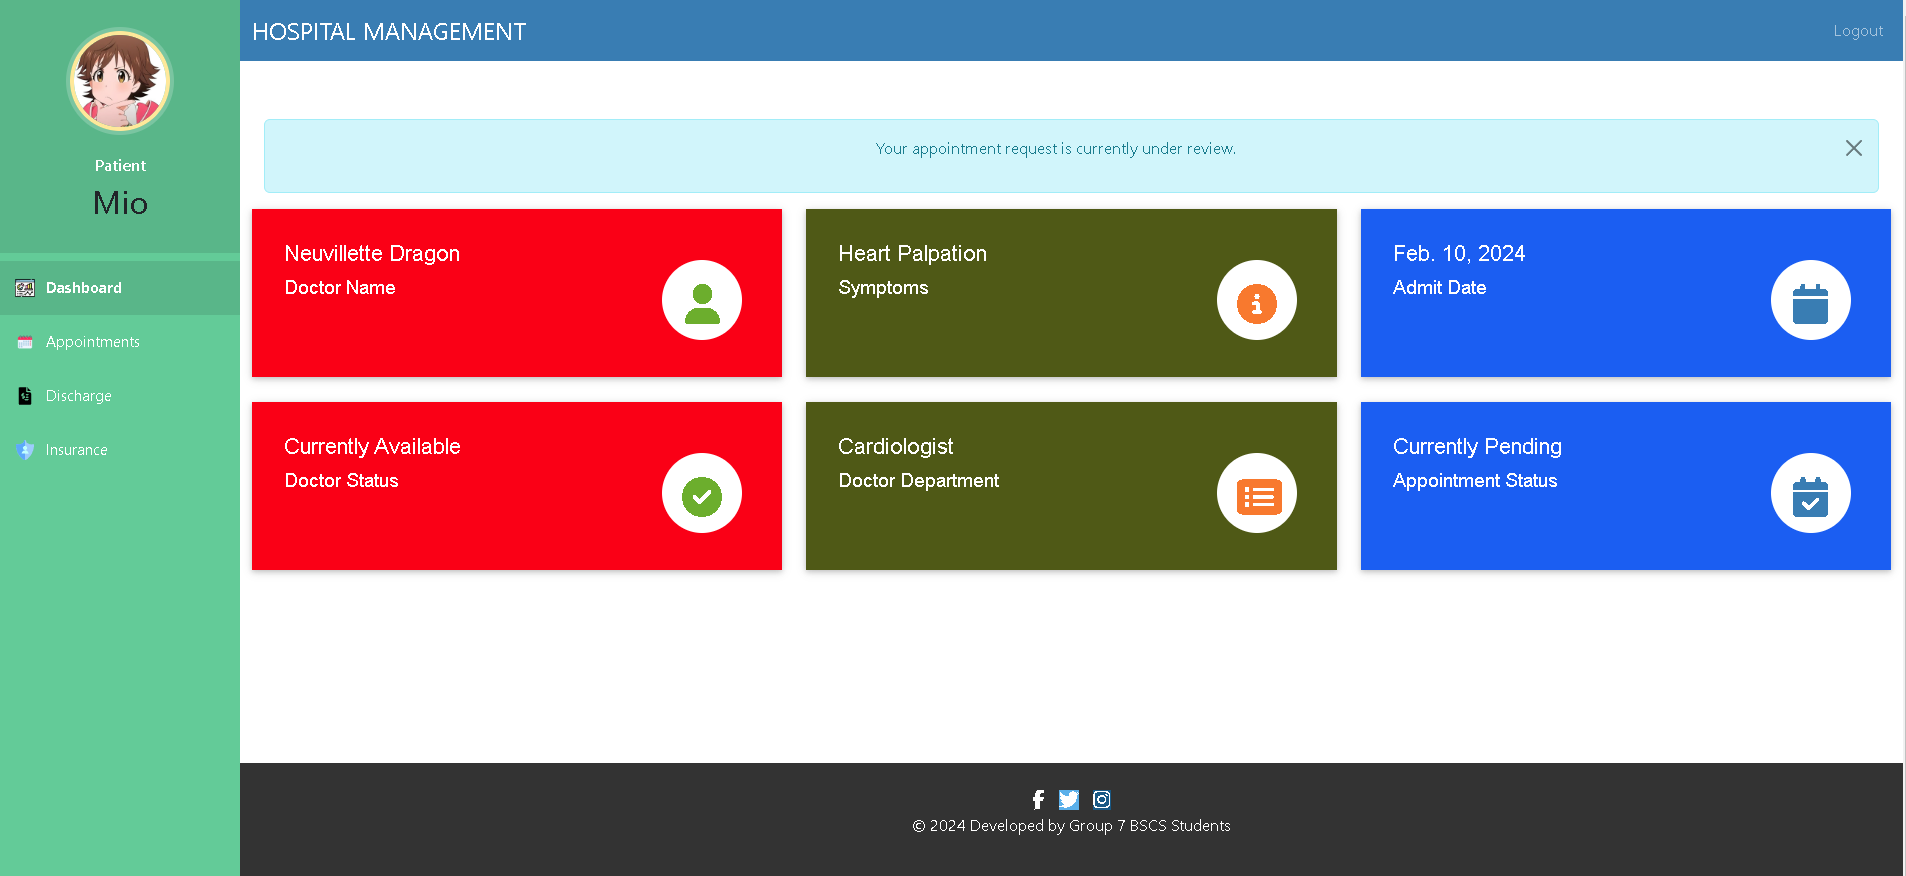 HOSPITAL MANAGEMENT
Logout
Patient
Mio
Dashboard
Appointments
Discharge
Insurance
Your appointment request is currently under review.
Neuvillette Dragon
Doctor Name
Heart Palpation
Symptoms
Feb. 10, 2024
Admit Date
Currently Available
Doctor Status
Cardiologist
Doctor Department
Currently Pending
Appointment Status
© 2024 Developed by Group 7 BSCS Students